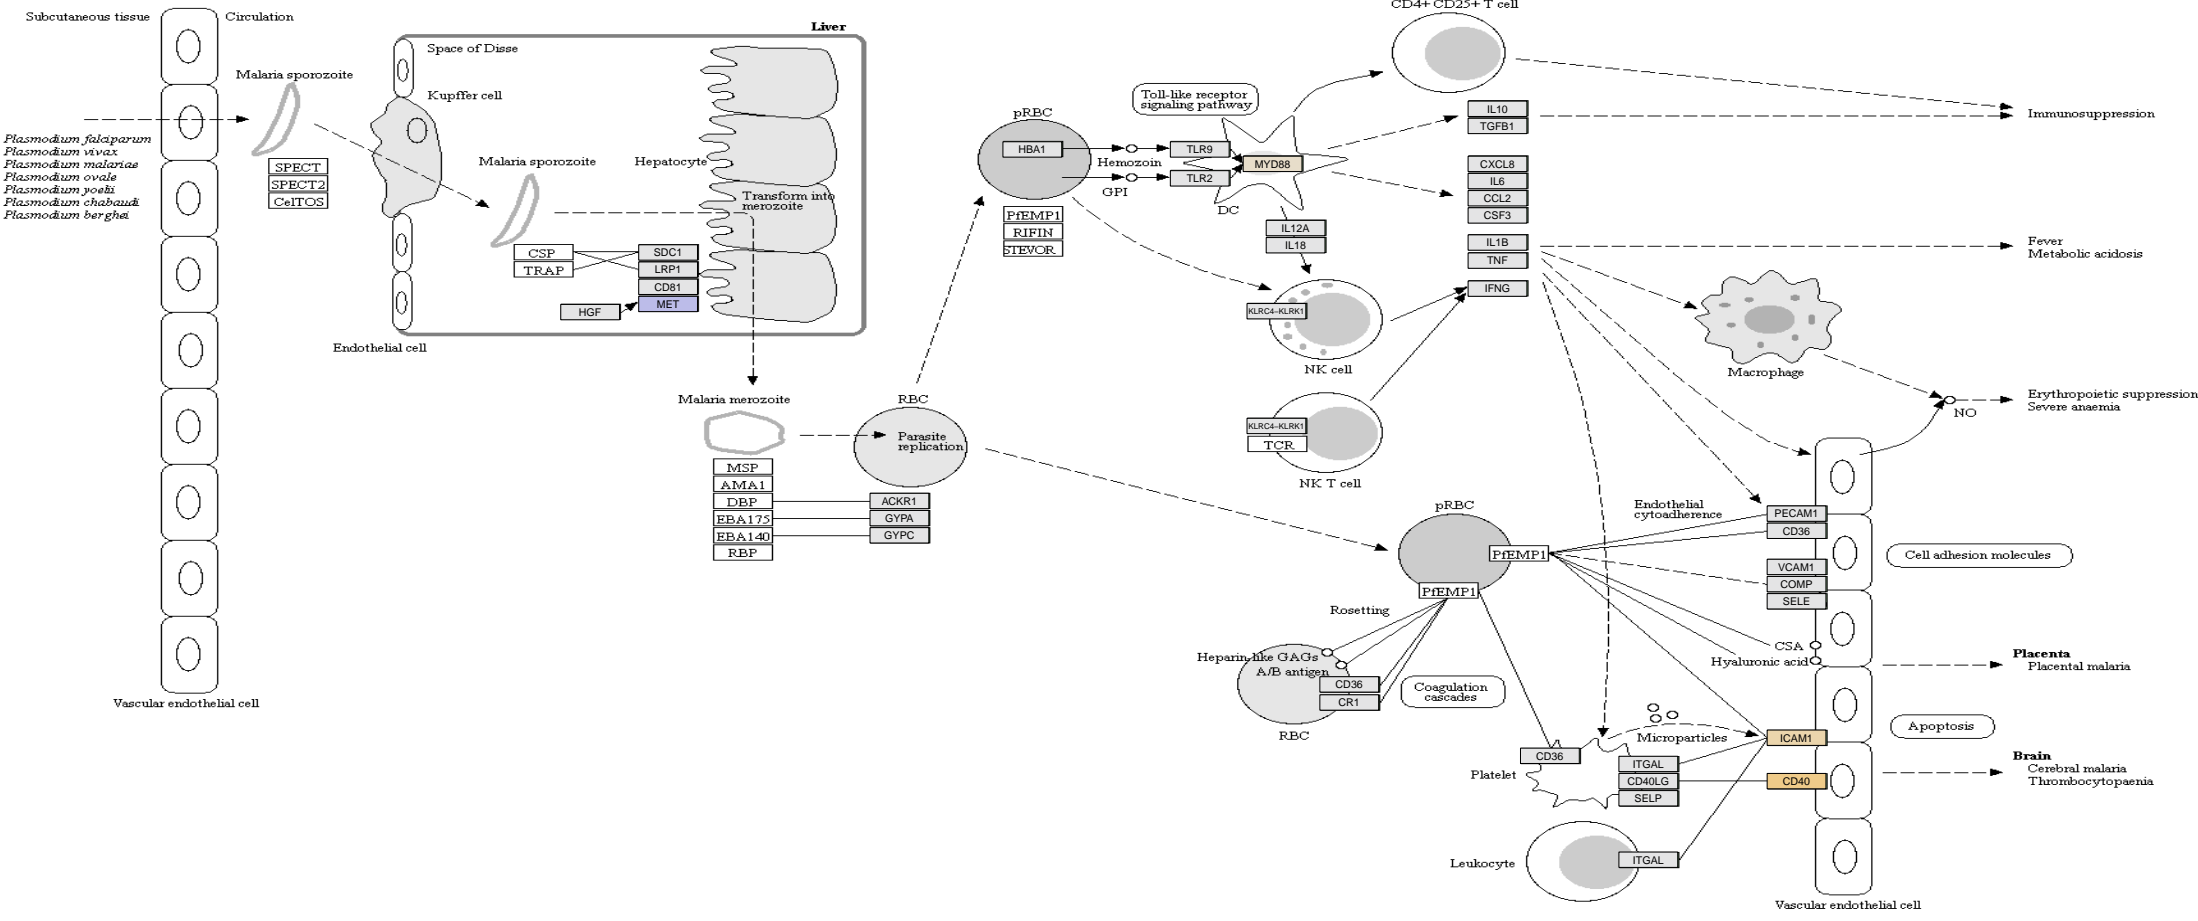 Subcutaneous tissue
Circulation
Malaria sporozoite
Plasmodium falciparum
Plasmodium vivax
Plasmodium malariae
Plasmodium ovale
Plasmodium yoelii
Plasmodium chabaudi
Plasmodium berghei
SPECT
SPECT2
CelTOS
Vascular endothelial cell
Liver
Space of Disse
Kupffer cell
Malaria sporozoite
Hepatocyte
Transform into
merozoite
CSP
TRAP
SDC1
LRP1
CD81
MET
HGF
Endothelial cell
Malaria merozoite
MSP
AMA1
DBP
EBA175
EBA140
RBP
RBC
Parasite
replication
ACKR1
GYPA
GYPC
pRBC
HBA1
PfEMP1
RIFIN
STEVOR
Hemozoin
GPI
Toll-like receptor
signaling pathway
TLR9
TLR2
MYD88
DC
IL12A
IL18
CD4+ CD25+ T cell
IL10
TGFB1
CXCL8
IL6
CCL2
CSF3
IL1B
TNF
IFNG
KLRC4-KLRK1
NK cell
KLRC4-KLRK1
TCR
NK T cell
Immunosuppression
Fever
Metabolic acidosis
Macrophage
NO
Erythropoietic suppression
Severe anaemia
pRBC
PfEMP1
PfEMP1
Endothelial
cytoadherence
PECAM1
CD36
VCAM1
COMP
SELE
Cell adhesion molecules
CSA
Hyaluronic acid
Rosetting
Heparin-like GAGs
A/B antigen
CD36
CR1
RBC
Coagulation
cascades
Placenta
Placental malaria
Microparticles
ICAM1
Apoptosis
CD36
Platelet
ITGAL
CD40LG
SELP
CD40
Brain
Cerebral malaria
Thrombocytopaenia
Leukocyte
ITGAL
Vascular endothelial cell